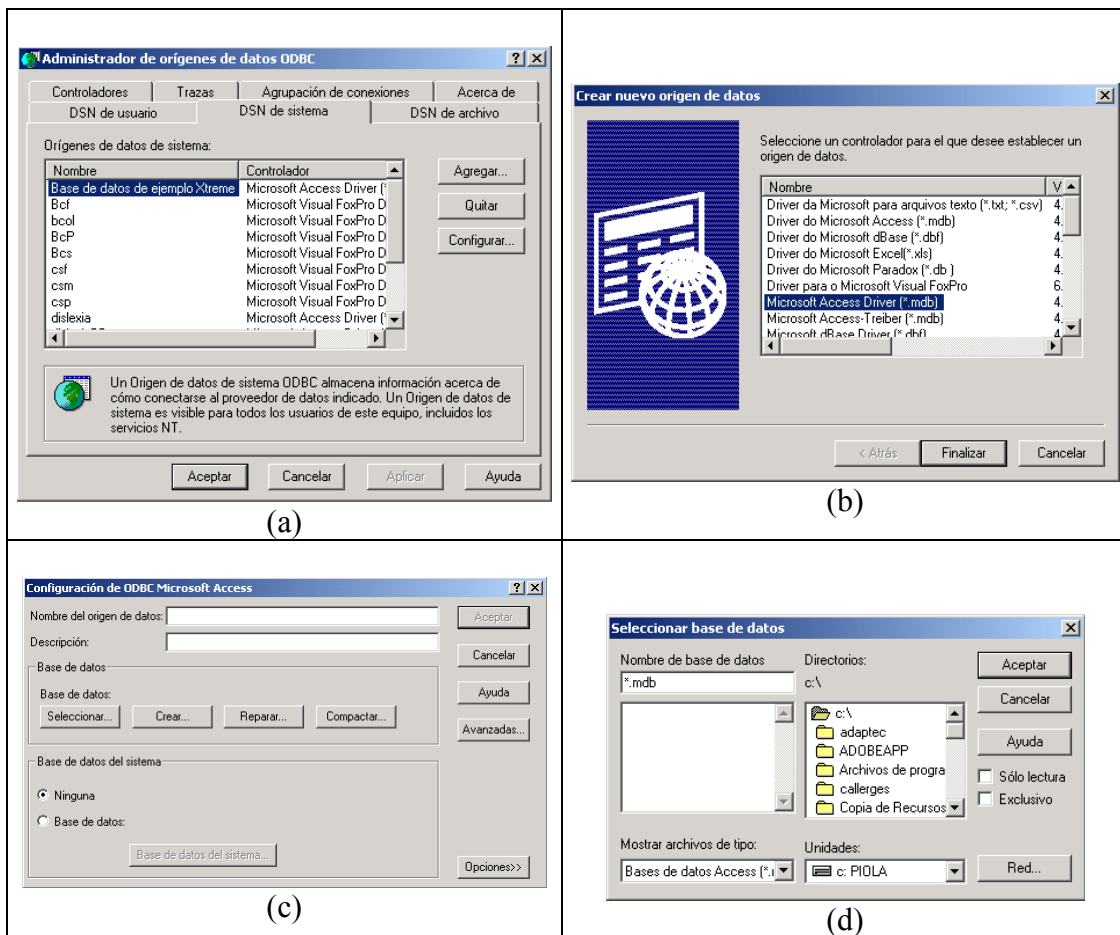 Administrador de orígenes de datos ODBC
Controladores Trazas Agrupación de conexiones Acerca de
DSN de usuario DSN de sistema DSN de archivo
Orígenes de datos de sistema:
Nombre Controlador
Base de datos de ejemplo Xtreme Microsoft Access Driver (*
Bcf Microsoft Visual FoxPro D
bcol Microsoft Visual FoxPro D
BcP Microsoft Visual FoxPro D
Bcs Microsoft Visual FoxPro D
csf Microsoft Visual FoxPro D
csm Microsoft Visual FoxPro D
csp Microsoft Visual FoxPro D
dislexia Microsoft Access Driver (*
Agregar...
Quitar
Configurar...
Un Origen de datos de sistema ODBC almacena información acerca de
cómo conectarse al proveedor de datos indicado. Un Origen de datos de
sistema es visible para todos los usuarios de este equipo, incluidos los
servicios NT.
Aceptar Cancelar Aplicar Ayuda
(a)
Crear nuevo origen de datos
Seleccione un controlador para el que desee establecer un
origen de datos.
Nombre V
Driver da Microsoft para arquivos texto (*.txt; *.csv) 4.
Driver do Microsoft Access (*.mdb) 4.
Driver do Microsoft dBase (*.dbf) 4.
Driver do Microsoft Excel(*.xls) 4.
Driver do Microsoft Paradox (*.db ) 4.
Driver para o Microsoft Visual FoxPro 6.
Microsoft Access Driver (*.mdb) 4.
Microsoft Access-Treiber (*.mdb) 4.
Microsoft dBase Driver (*.dbf) 4
< Atrás Finalizar Cancelar
(b)
Configuración de ODBC Microsoft Access
Nombre del origen de datos: Aceptar
Descripción:
Cancelar
Base de datos
Base de datos:
Ayuda
Seleccionar... Crear... Reparar... Compactar...
Avanzadas...
Base de datos del sistema
Ninguna
Base de datos:
Base de datos del sistema...
Opciones>>
(c)
Seleccionar base de datos
Nombre de base de datos Directorios:
*.mdb c:\
c:\
adaptec
ADOBEAPP
Archivos de progra
callerges
Copia de Recursos
Aceptar
Cancelar
Ayuda
Sólo lectura
Exclusivo
Mostrar archivos de tipo: Unidades:
Bases de datos Access (*.r c: PIOLA
Red...
(d)